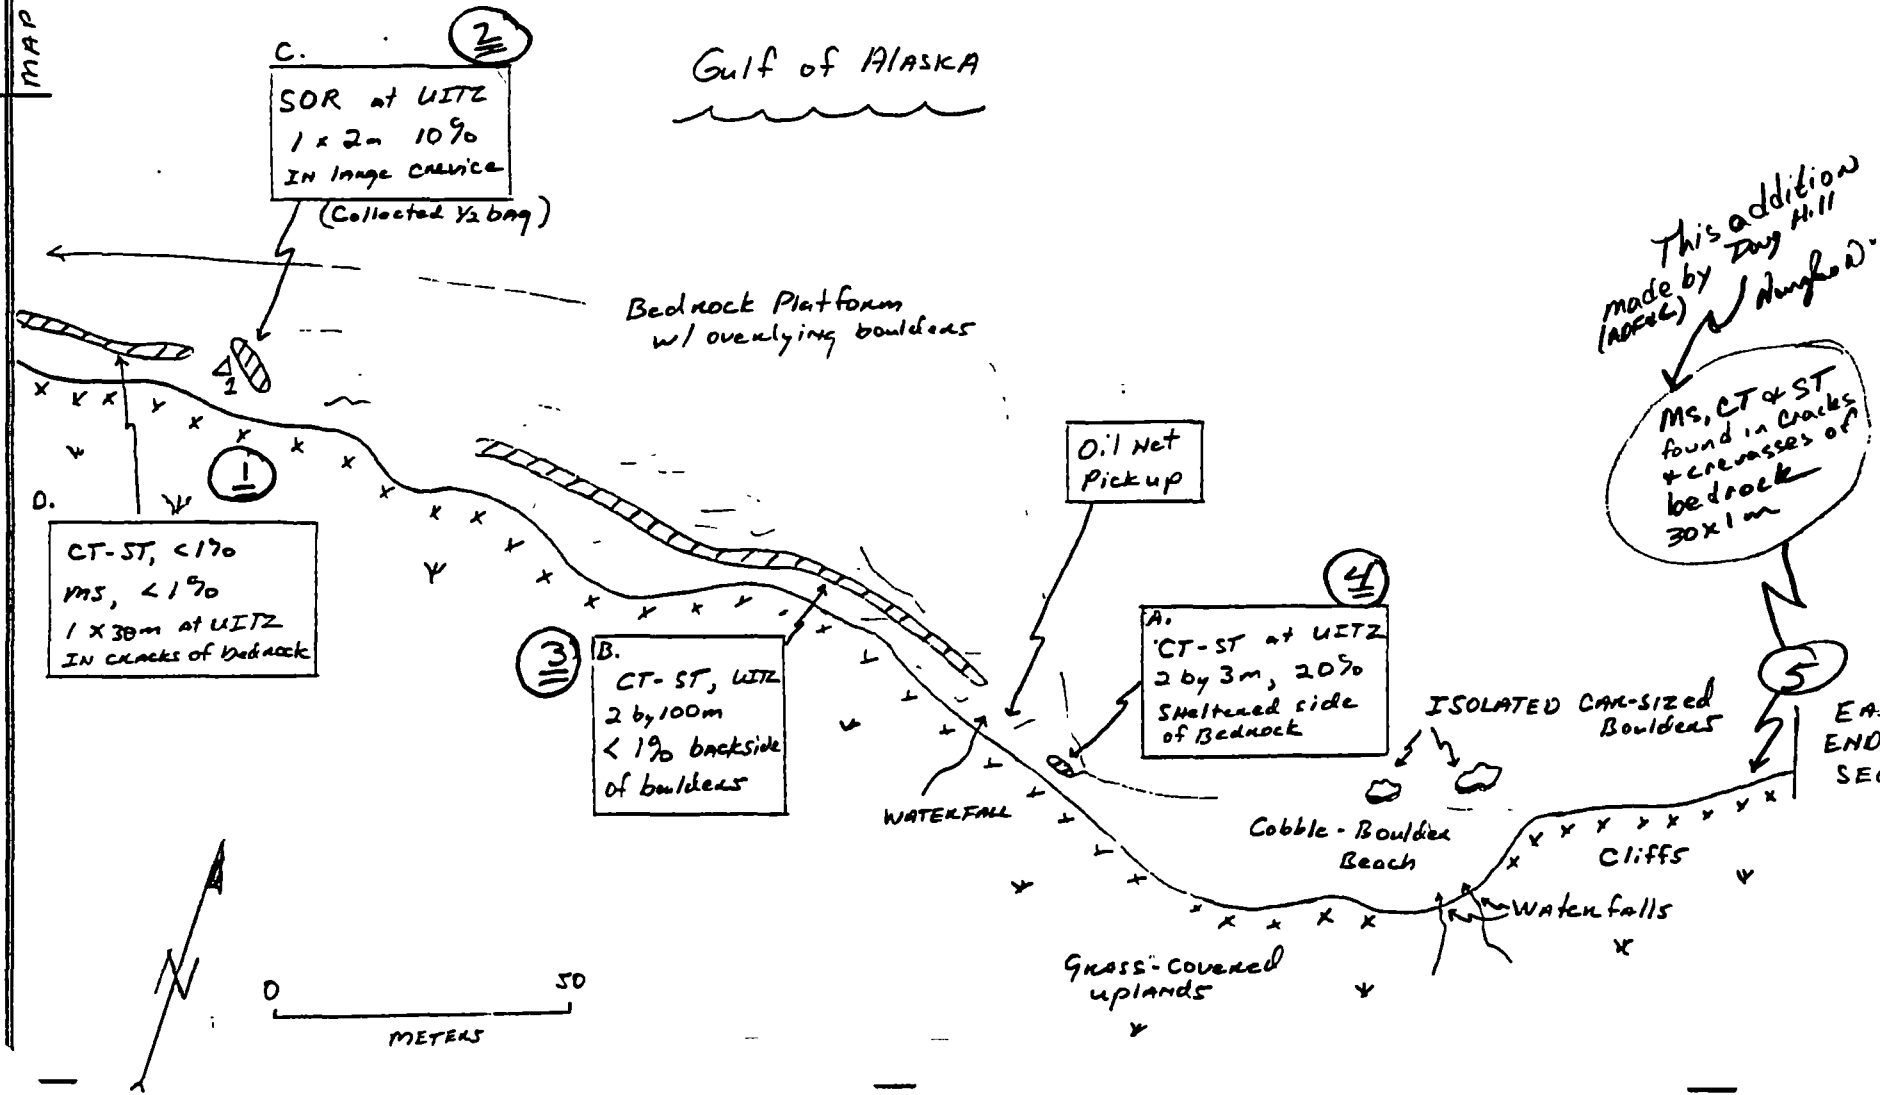 MAP
2
C.
SOR at UITZ
1 x 2m 10%
IN large crevice
(Collected ½ bag)
Gulf of ALASKA
This addition
made by Doug Hill
(ADF&G)
Bedrock Platform
w/ overlying boulders
1
1
D.
CT-ST, <1%
MS, <1%
1 x 30m at UITZ
IN cracks of bedrock
Oil Net
Pickup
MS, CT & ST
found in cracks
& crevasses of
bedrock
30x1m
3
B.
CT-ST, UITZ
2 by 100m
<1% backside
of boulders
4
A.
CT-ST at UITZ
2 by 3m, 20%
Sheltered side
of Bedrock
5
ISOLATED CAR-SIZED
Boulders
EA
END
SE
WATERFALL
Cobble-Boulder
Beach
Cliffs
Waterfalls
Grass-Covered
uplands
N
0 50
METERS